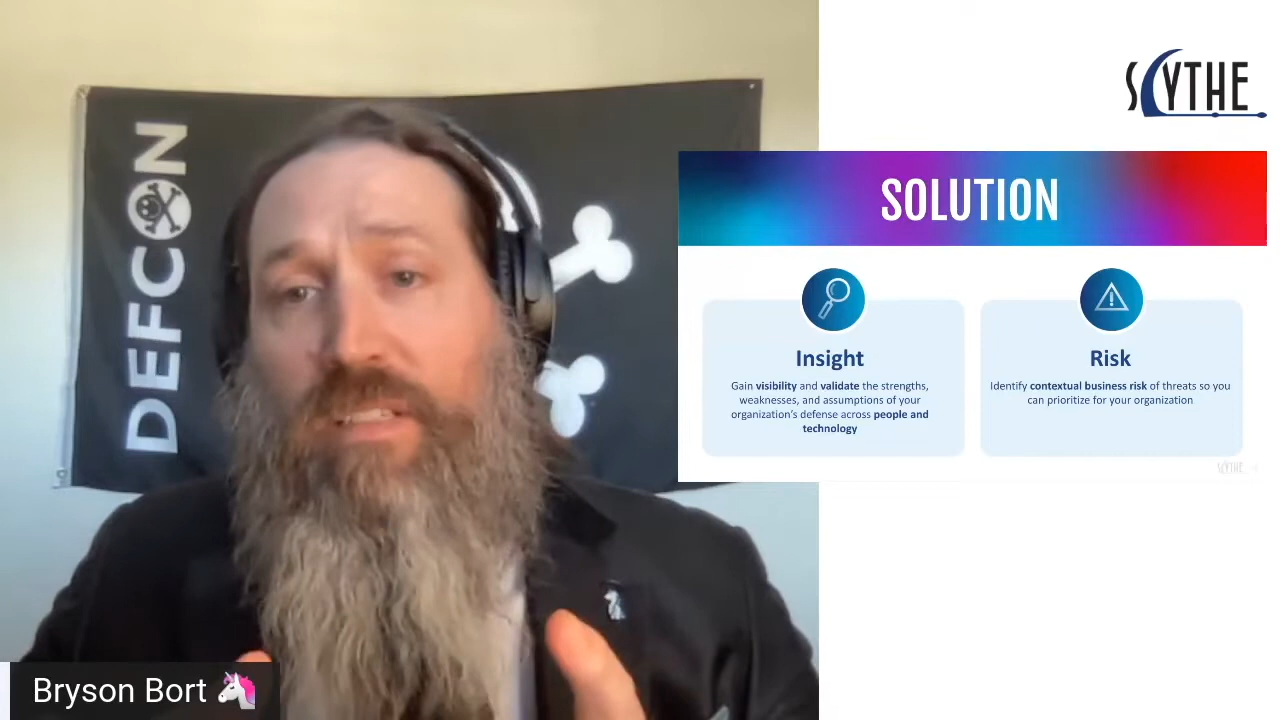 DEFCON
SCYTHE
SOLUTION
Insight
Gain visibility and validate the strengths,
weaknesses, and assumptions of your
organization's defense across people and
technology
Risk
Identify contextual business risk of threats so you
can prioritize for your organization
SCYTHE
Bryson Bort 🦄